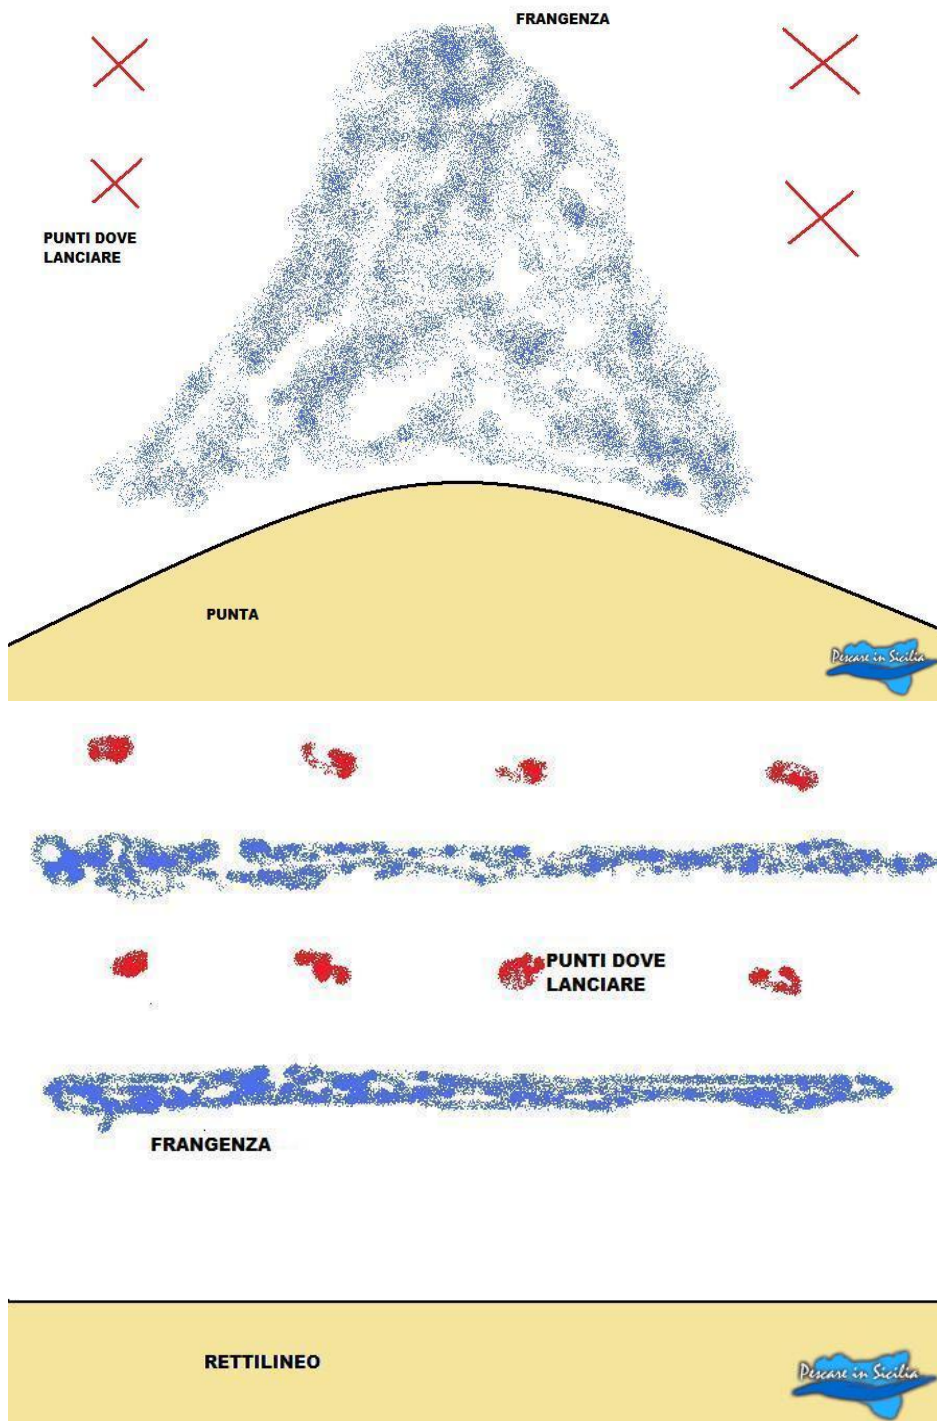 FRANGENZA
PUNTI DOVE
LANCIARE
PUNTA
Pescare in Sicilia
PUNTI DOVE
LANCIARE
FRANGENZA
RETTILINEO
Pescare in Sicilia